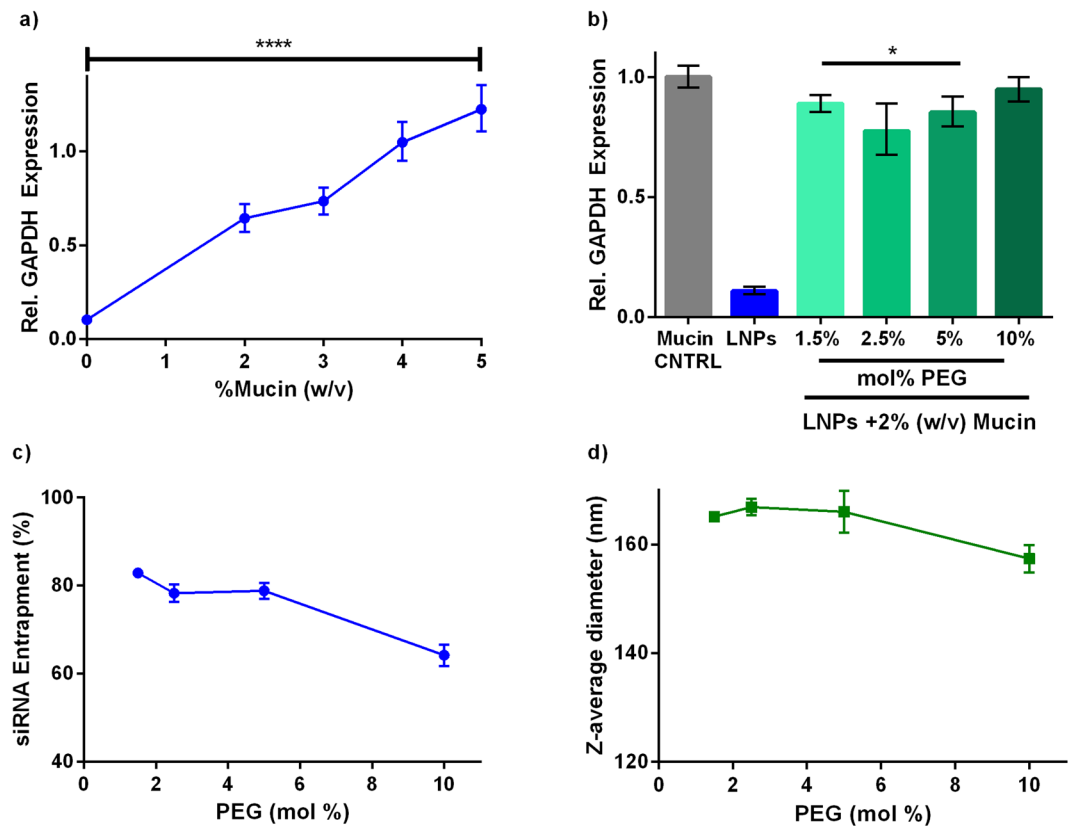 a)
****
Rel. GAPDH Expression
1.0
0.5
0.0
0 1 2 3 4 5
%Mucin (w/v)
b)
*
Rel. GAPDH Expression
1.0
0.5
0.0
Mucin CNTRL
LNPs
1.5% 2.5% 5% 10%
mol% PEG
LNPs +2% (w/v) Mucin
c)
siRNA Entrapment (%)
100
80
60
40
0 2 4 6 8 10
PEG (mol %)
d)
Z-average diameter (nm)
160
140
120
0 2 4 6 8 10
PEG (mol %)